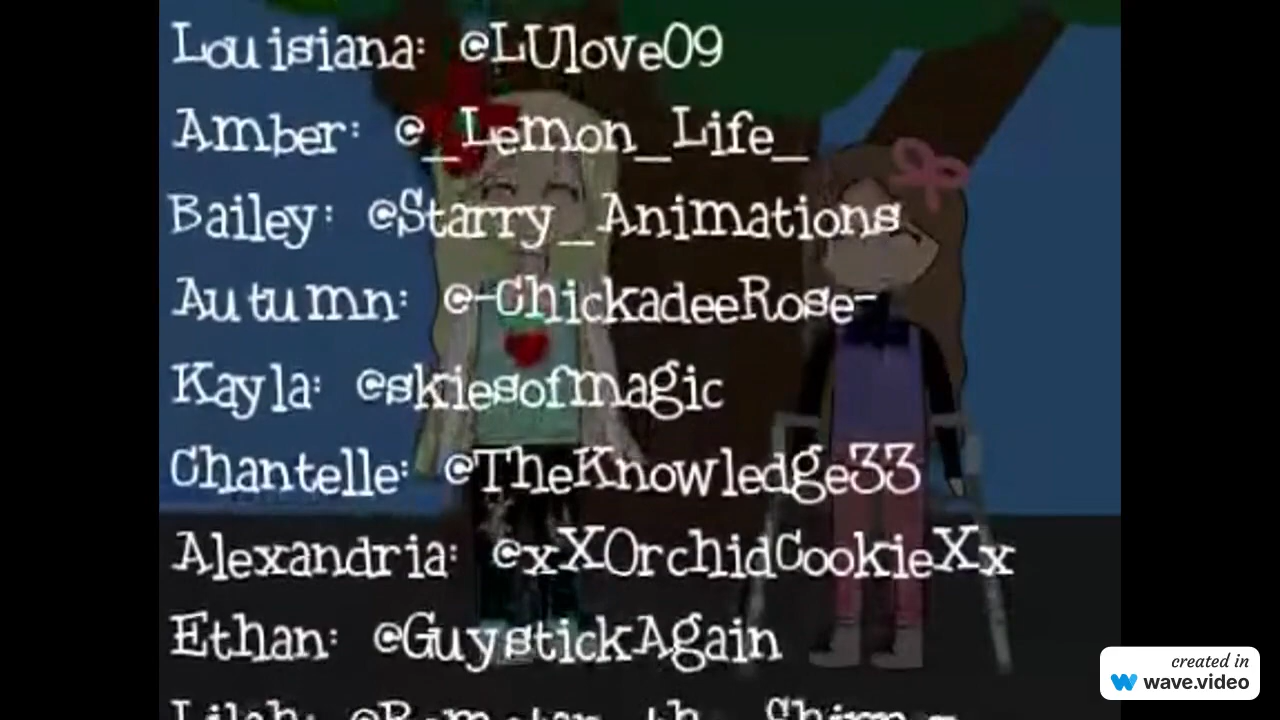 Louisiana: @LUlove09
Amber: @_Lemon_Life_
Bailey: @Starry_Animations
Autumn: @-ChickadeeRose-
Kayla: @skiesofmagic
Chantelle: @TheKnowledge33
Alexandria: @xXOrchidCookieXx
Ethan: @GuystickAgain
Lilah:
created in
wave.video